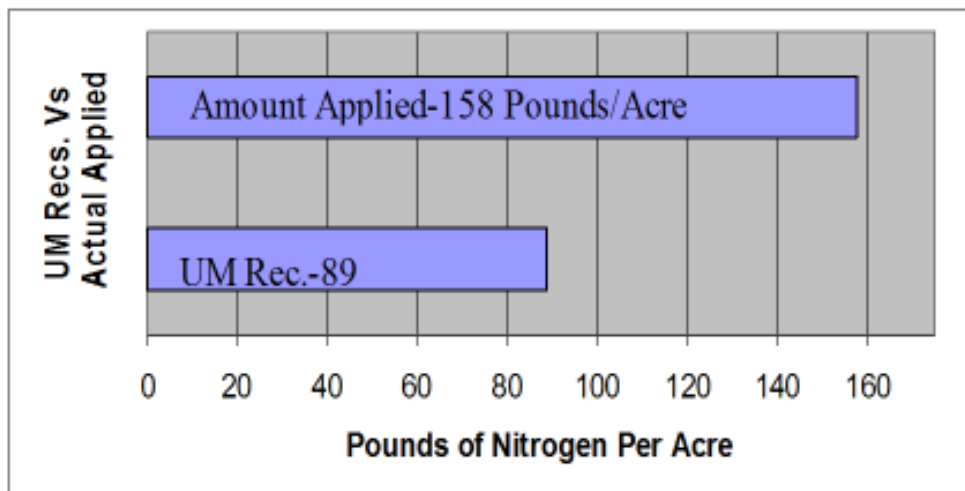 UM Recs. Vs
Actual Applied
Amount Applied-158 Pounds/Acre
UM Rec.-89
0 20 40 60 80 100 120 140 160
Pounds of Nitrogen Per Acre